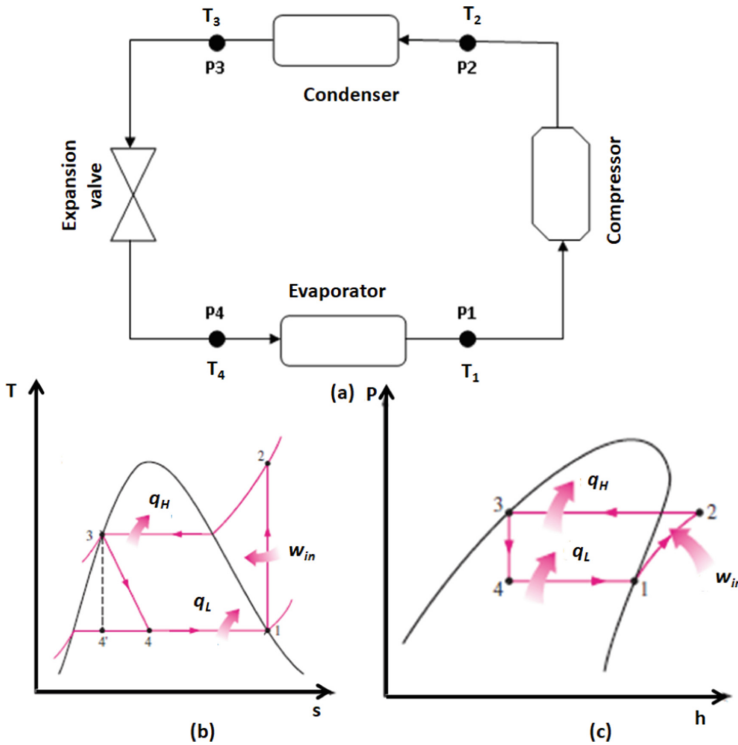 T3
T2
P3
P2
Condenser
Expansion
valve
Compressor
Evaporator
P4
P1
T4
T1
(a)
T
2
qH
3
win
qL
4'
4
1
s
(b)
P
qH
3
2
qL
4
1
win
h
(c)